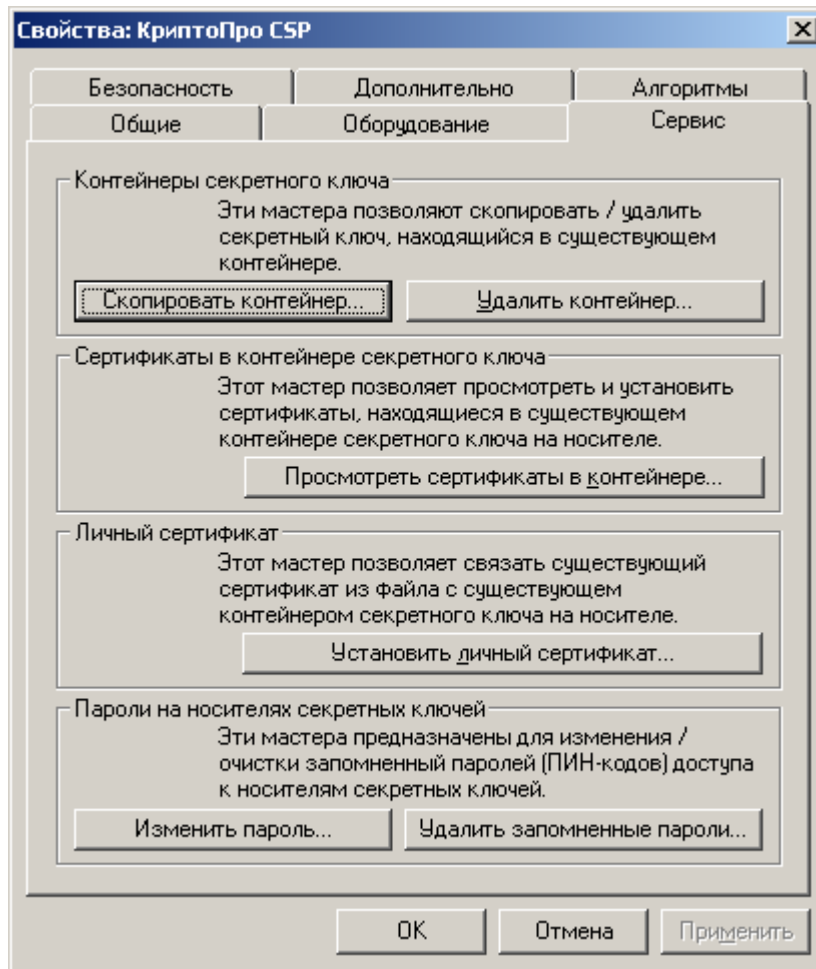 Свойства: КриптоПро CSP
Безопасность Дополнительно Алгоритмы
Общие Оборудование Сервис
Контейнеры секретного ключа
Эти мастера позволяют скопировать / удалить
секретный ключ, находящийся в существующем
контейнере.
Скопировать контейнер... Удалить контейнер...
Сертификаты в контейнере секретного ключа
Этот мастер позволяет просмотреть и установить
сертификаты, находящиеся в существующем
контейнере секретного ключа на носителе.
Просмотреть сертификаты в контейнере...
Личный сертификат
Этот мастер позволяет связать существующий
сертификат из файла с существующем
контейнером секретного ключа на носителе.
Установить личный сертификат...
Пароли на носителях секретных ключей
Эти мастера предназначены для изменения /
очистки запомненный паролей (ПИН-кодов) доступа
к носителям секретных ключей.
Изменить пароль... Удалить запомненные пароли...
OK Отмена Применить